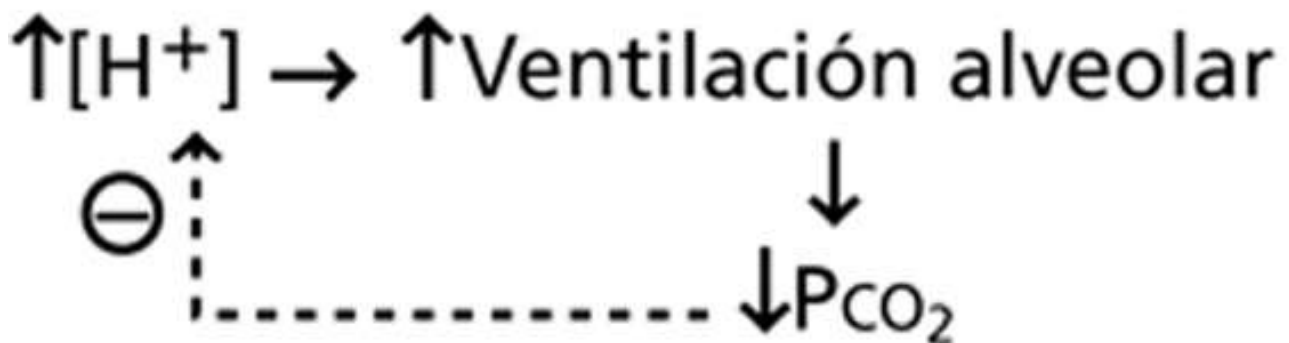 ↑[H⁺] → ↑Ventilación alveolar
↓
⊖
↓PCO₂